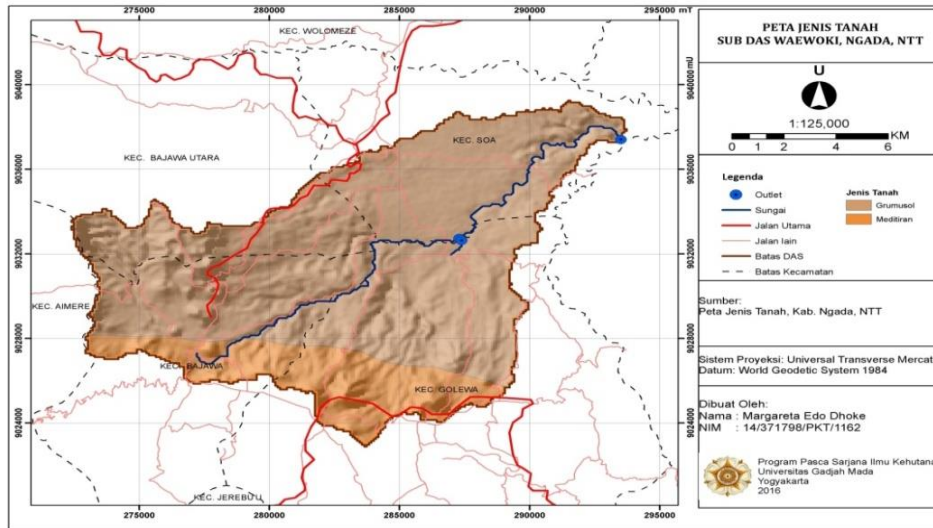 275000
280000
285000
290000
295000 mT
KEC. WOLOMEZE
KEC. BAJAWA UTARA
KEC. SOA
KEC. AIMERE
KEC. BAJAWA
KEC. GOLEWA
KEC. JEREBU'U
9040000 mU
9036000
9032000
9028000
9024000
9040000
9036000
9032000
9028000
9024000
275000
280000
285000
290000
295000
PETA JENIS TANAH
SUB DAS WAEWOKI, NGADA, NTT
U
1:125,000
KM
0 1 2 4 6
Legenda
Outlet
Sungai
Jalan Utama
Jalan lain
Batas DAS
Batas Kecamatan
Jenis Tanah
Grumusol
Meditiran
Sumber:
Peta Jenis Tanah, Kab. Ngada, NTT
Sistem Proyeksi: Universal Transverse Mercat
Datum: World Geodetic System 1984
Dibuat Oleh:
Nama : Margareta Edo Dhoke
NIM : 14/371798/PKT/1162
Program Pasca Sarjana Ilmu Kehutana
Universitas Gadjah Mada
Yogyakarta
2016